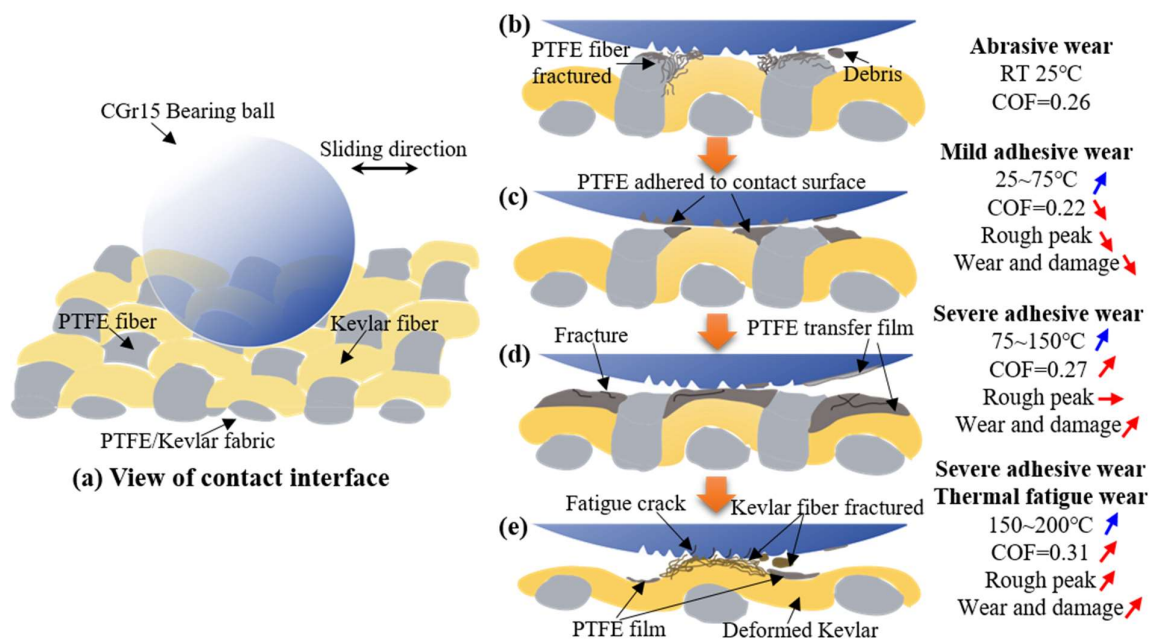 CGr15 Bearing ball
Sliding direction
PTFE fiber
Kevlar fiber
PTFE/Kevlar fabric
(a) View of contact interface
(b)
PTFE fiber
fractured
Debris
Abrasive wear
RT 25℃
COF=0.26
PTFE adhered to contact surface
(c)
Mild adhesive wear
25~75℃
COF=0.22
Rough peak
Wear and damage
Fracture
PTFE transfer film
(d)
Severe adhesive wear
75~150℃
COF=0.27
Rough peak
Wear and damage
Fatigue crack
Kevlar fiber fractured
(e)
PTFE film
Deformed Kevlar
Severe adhesive wear
Thermal fatigue wear
150~200℃
COF=0.31
Rough peak
Wear and damage